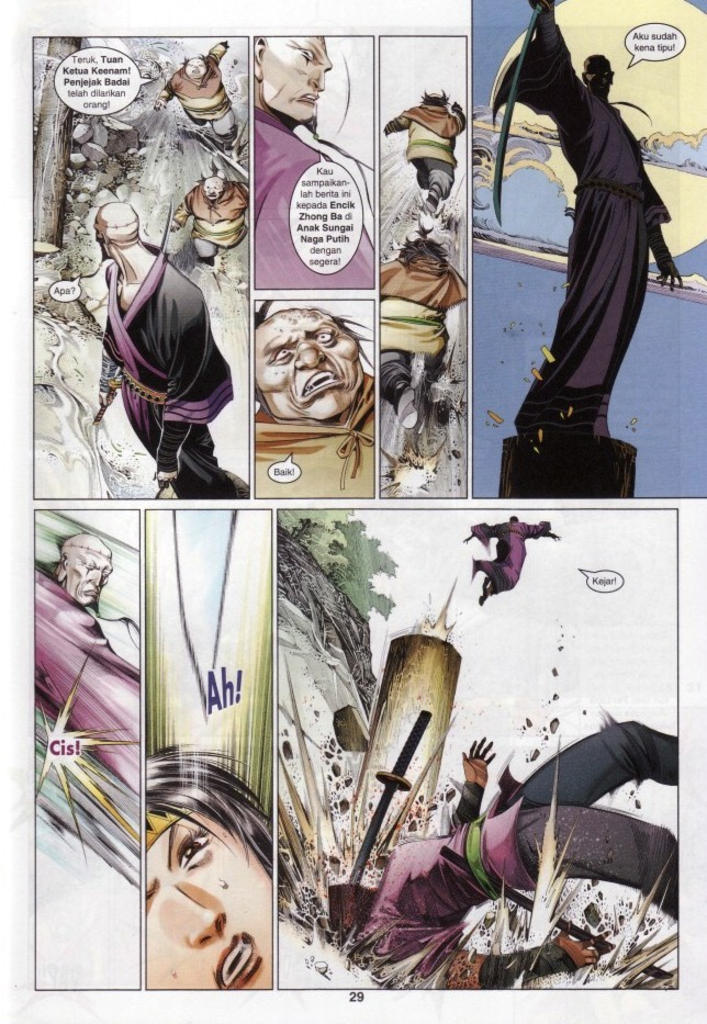 Teruk, Tuan
Ketua Keenam!
Penjejak Badai
telah dilarikan
orang!
Apa?
Kau
sampaikan-
lah berita ini
kepada Encik
Zhong Ba di
Anak Sungai
Naga Putih
dengan
segera!
Baik!
Aku sudah
kena tipu!
Cis!
Ah!
Kejar!
29